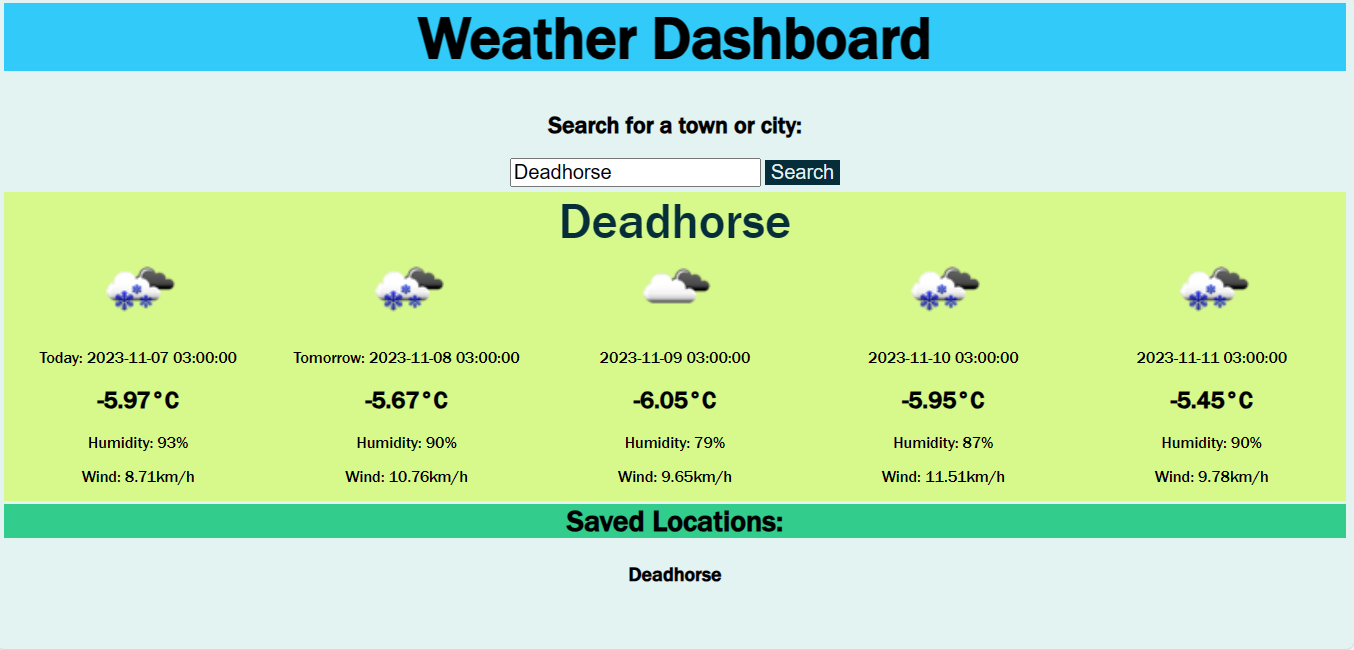 Weather Dashboard
Search for a town or city:
Deadhorse Search
Deadhorse
Today: 2023-11-07 03:00:00
-5.97°C
Humidity: 93%
Wind: 8.71km/h
Tomorrow: 2023-11-08 03:00:00
-5.67°C
Humidity: 90%
Wind: 10.76km/h
2023-11-09 03:00:00
-6.05°C
Humidity: 79%
Wind: 9.65km/h
2023-11-10 03:00:00
-5.95°C
Humidity: 87%
Wind: 11.51km/h
2023-11-11 03:00:00
-5.45°C
Humidity: 90%
Wind: 9.78km/h
Saved Locations:
Deadhorse